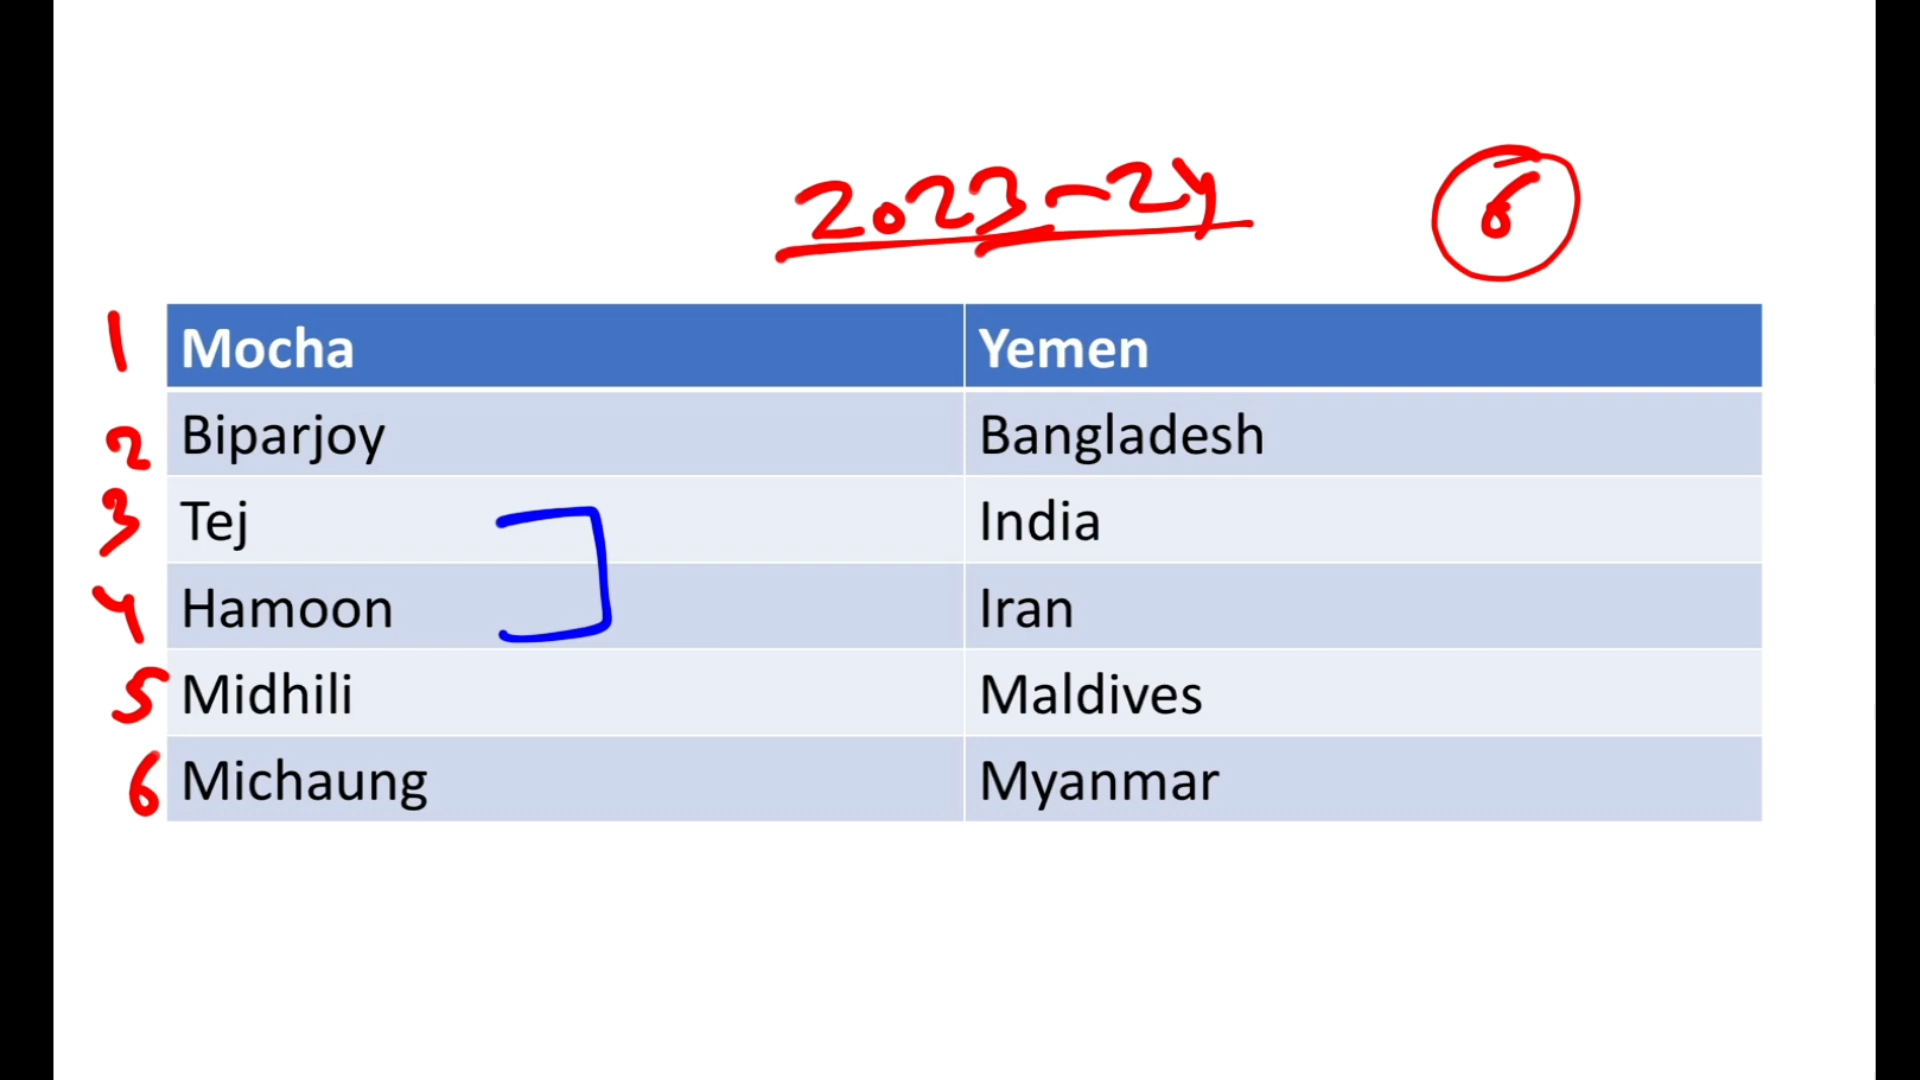 2023-24 6
1 Mocha Yemen
2 Biparjoy Bangladesh
3 Tej India
4 Hamoon Iran
5 Midhili Maldives
6 Michaung Myanmar